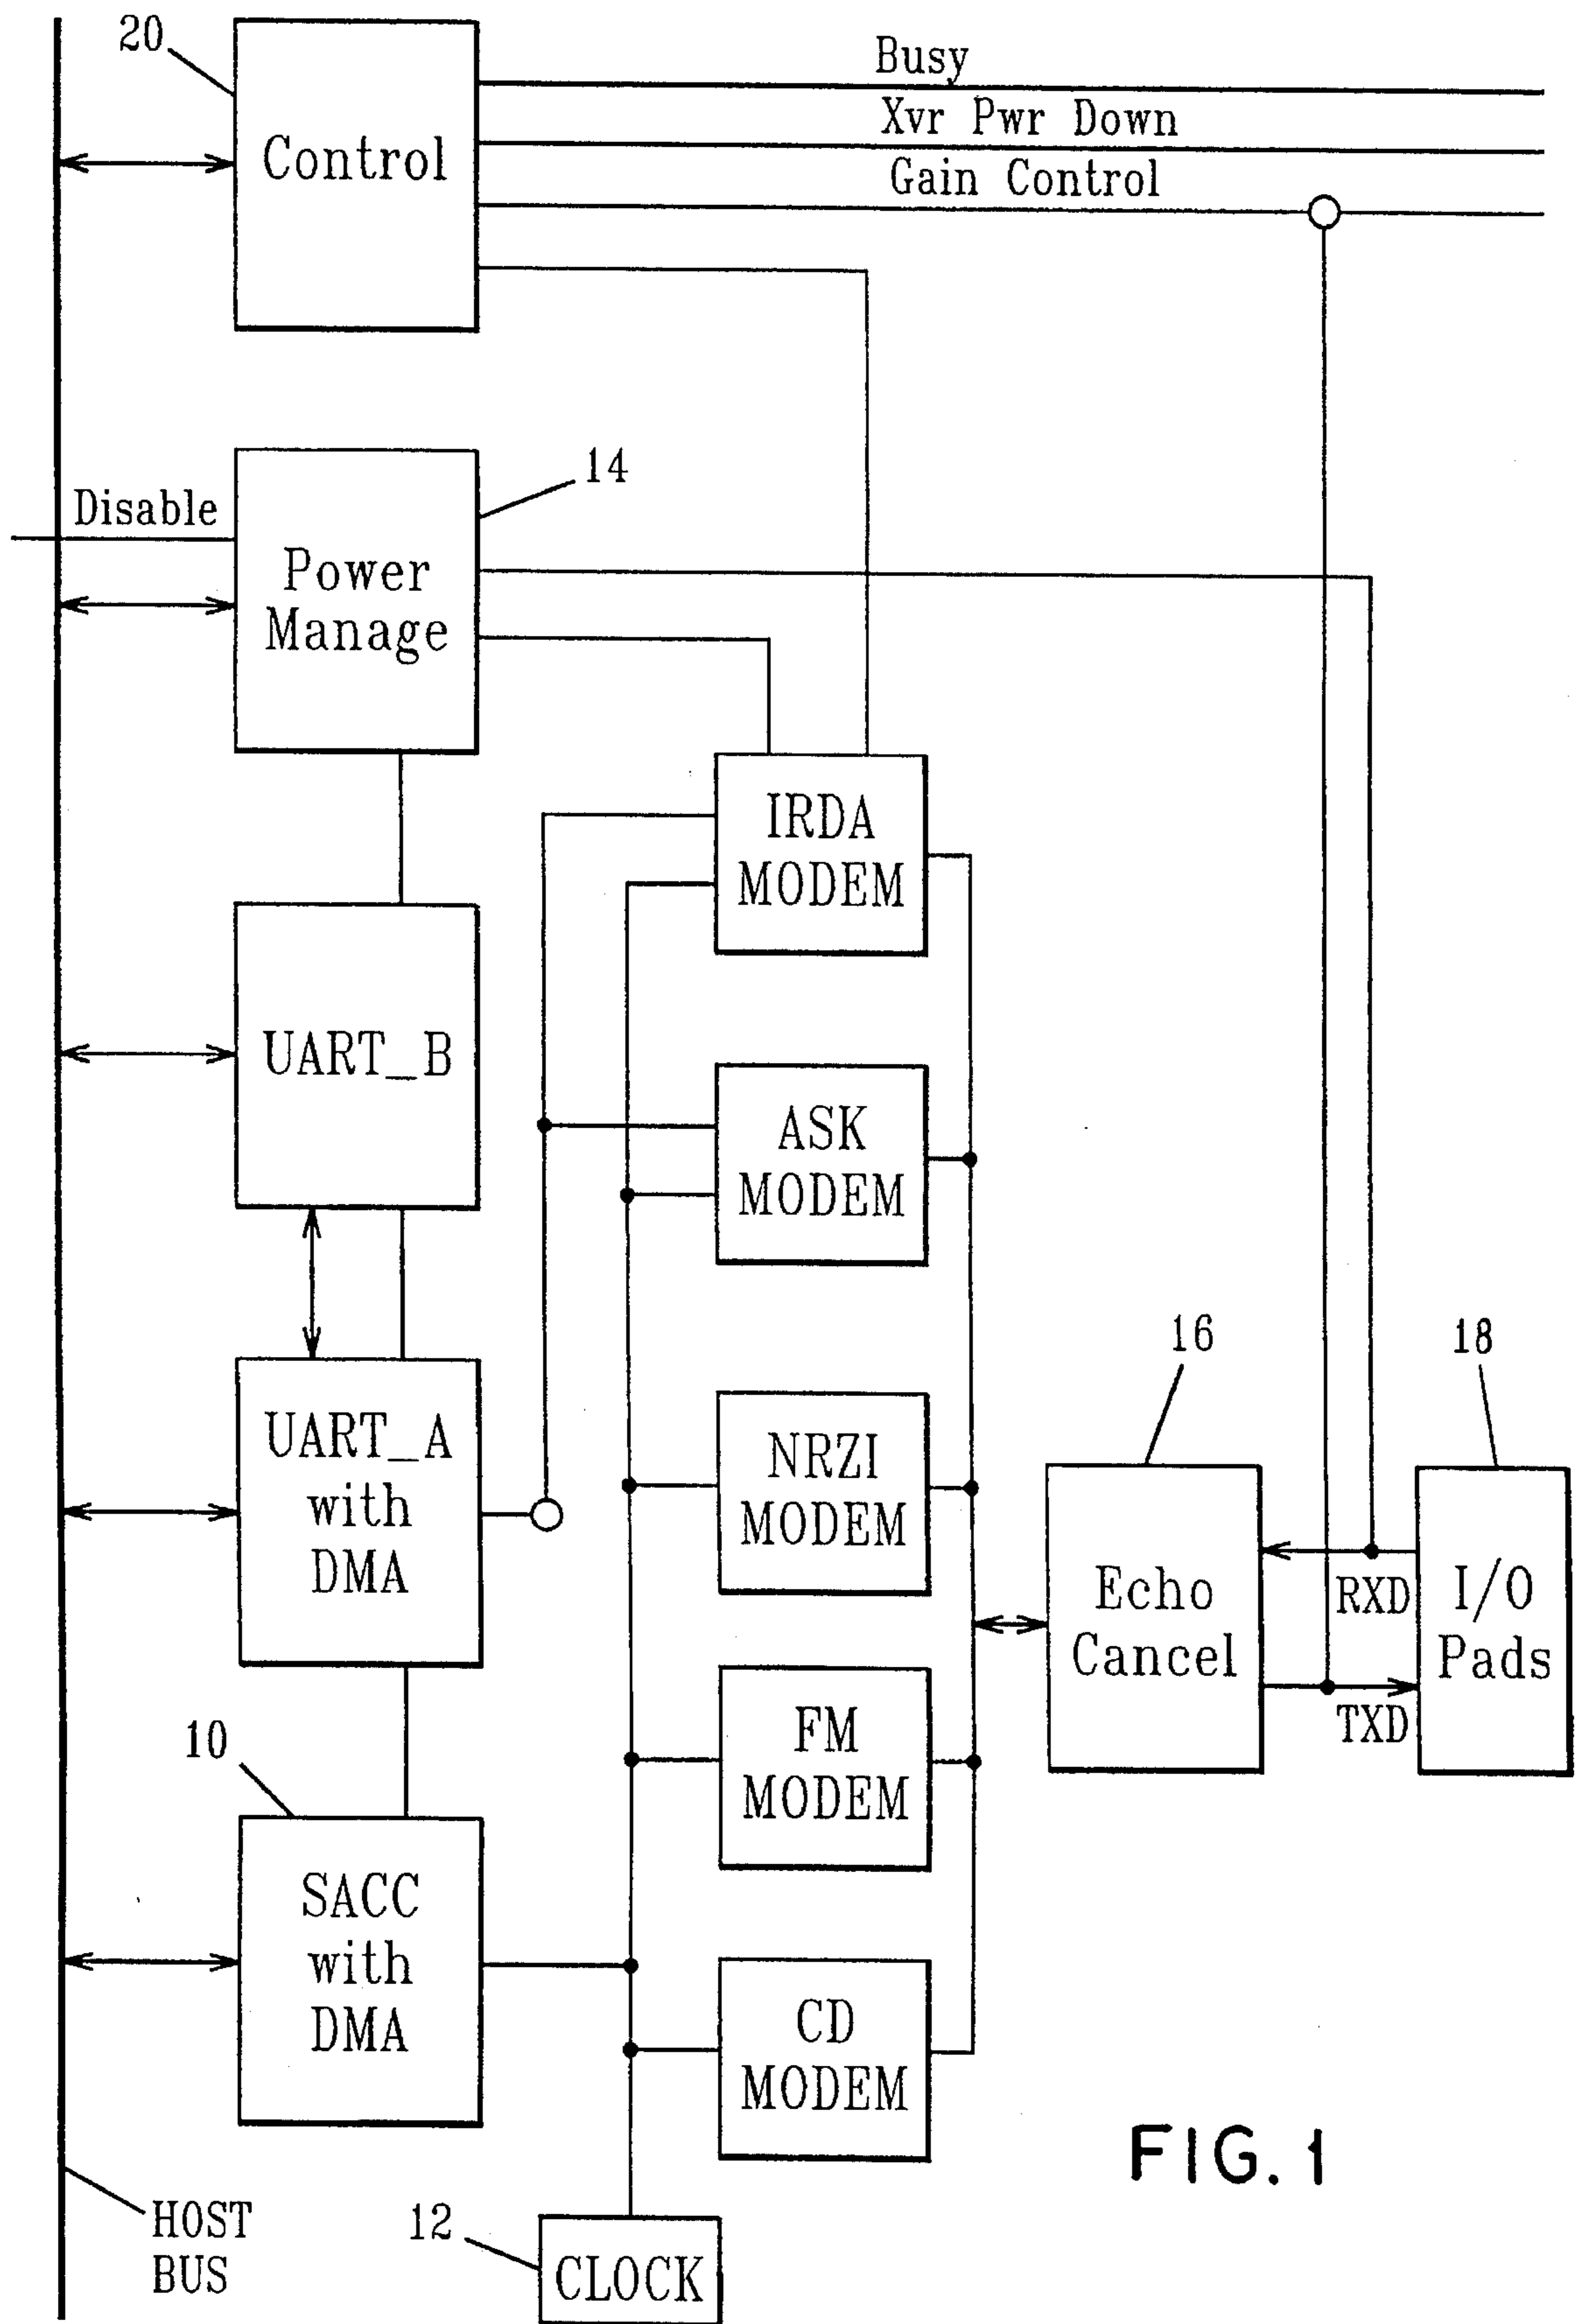 20
Control
Busy
Xvr Pwr Down
Gain Control
14
Disable
Power
Manage
IRDA
MODEM
UART_B
ASK
MODEM
UART_A
with
DMA
NRZI
MODEM
16
18
Echo
Cancel
RXD
TXD
I/O
Pads
FM
MODEM
10
SACC
with
DMA
CD
MODEM
HOST
BUS
12
CLOCK
FIG. 1